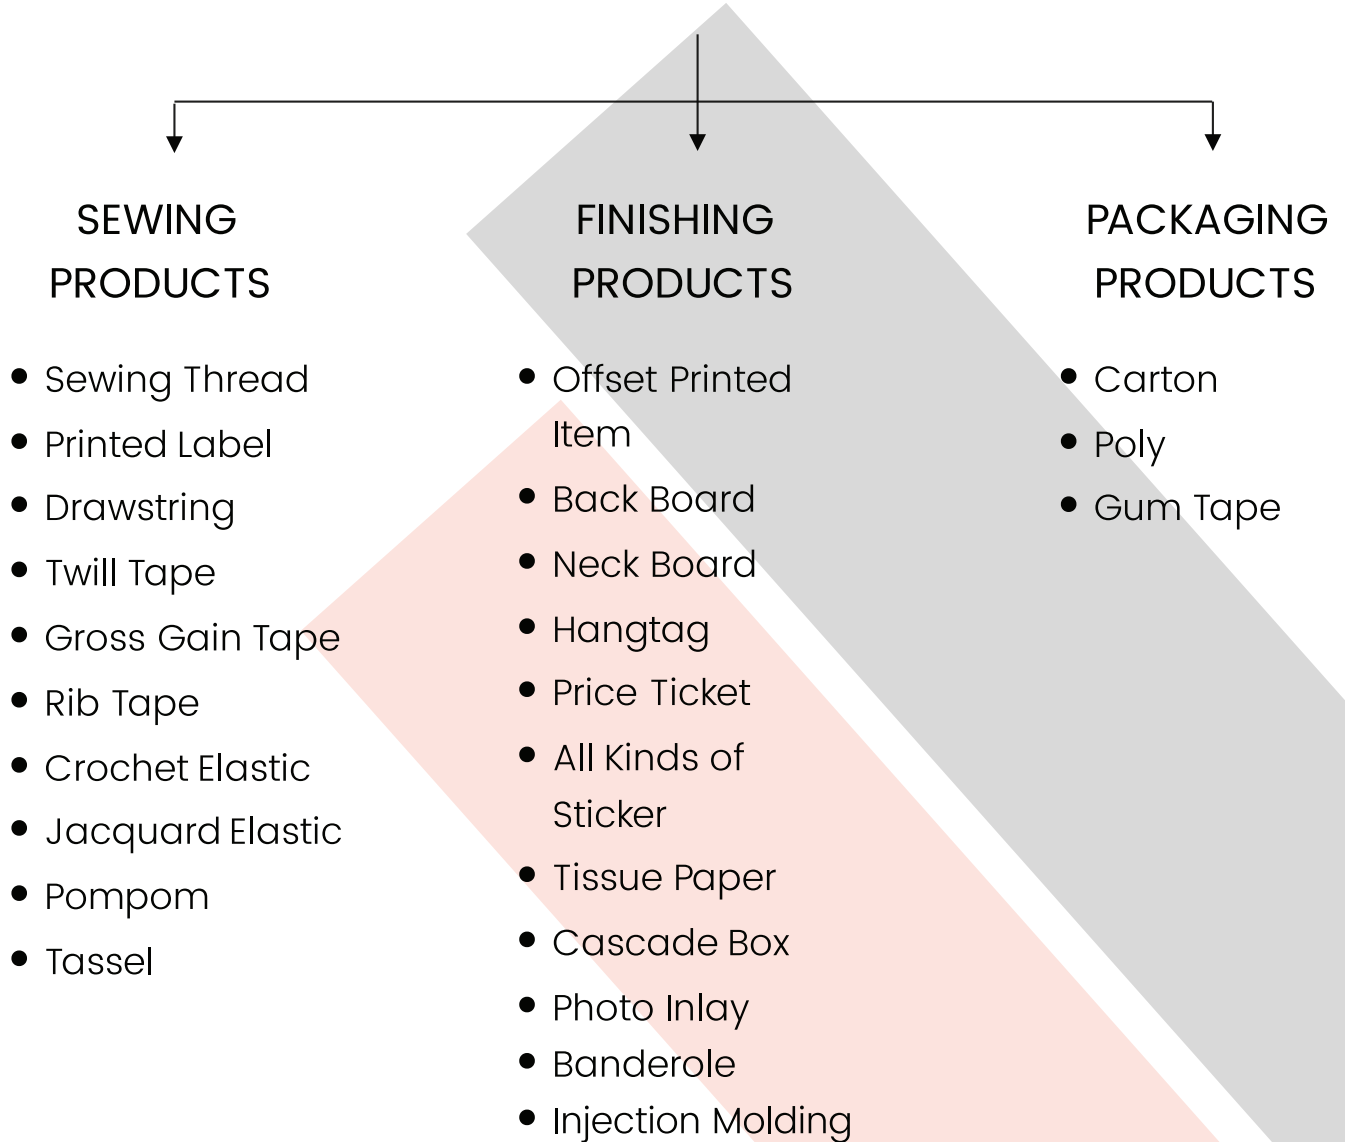 SEWING
PRODUCTS
• Sewing Thread
• Printed Label
• Drawstring
• Twill Tape
• Gross Gain Tape
• Rib Tape
• Crochet Elastic
• Jacquard Elastic
• Pompom
• Tassel
FINISHING
PRODUCTS
• Offset Printed
Item
• Back Board
• Neck Board
• Hangtag
• Price Ticket
• All Kinds of
Sticker
• Tissue Paper
• Cascade Box
• Photo Inlay
• Banderole
• Injection Molding
PACKAGING
PRODUCTS
• Carton
• Poly
• Gum Tape